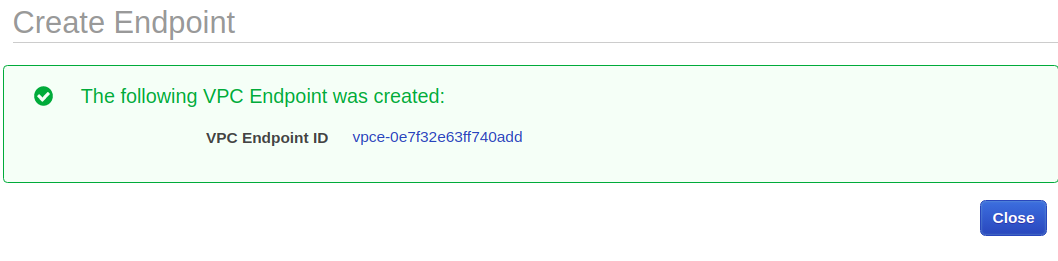 Create Endpoint
The following VPC Endpoint was created:
VPC Endpoint ID vpce-0e7f32e63ff740add
Close